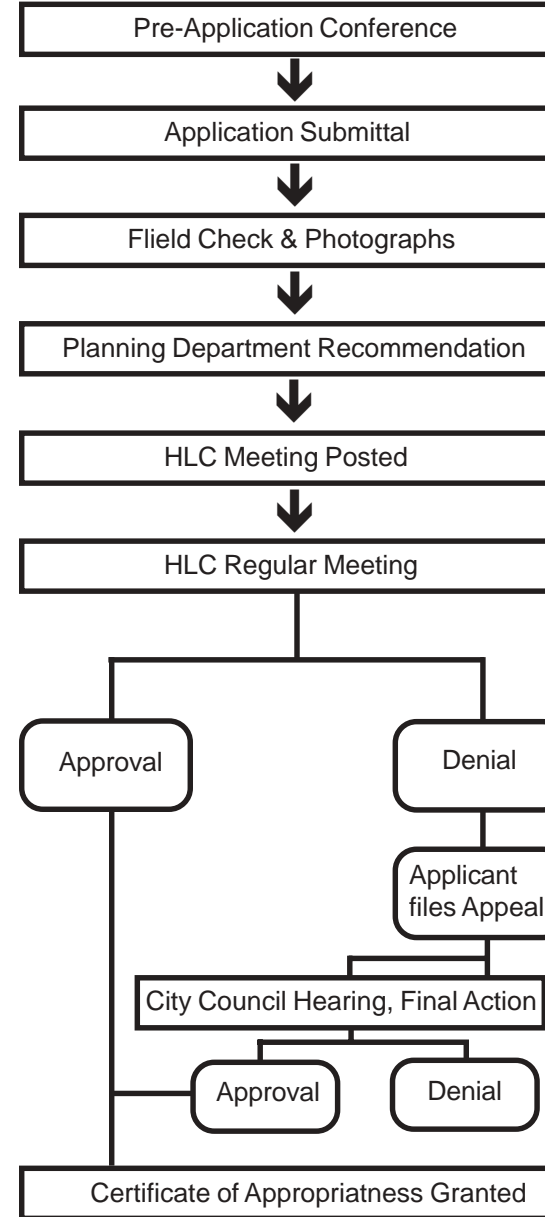 Pre-Application Conference
Application Submittal
Flield Check & Photographs
Planning Department Recommendation
HLC Meeting Posted
HLC Regular Meeting
Approval
Denial
Applicant
files Appeal
City Council Hearing, Final Action
Approval
Denial
Certificate of Appropriatness Granted